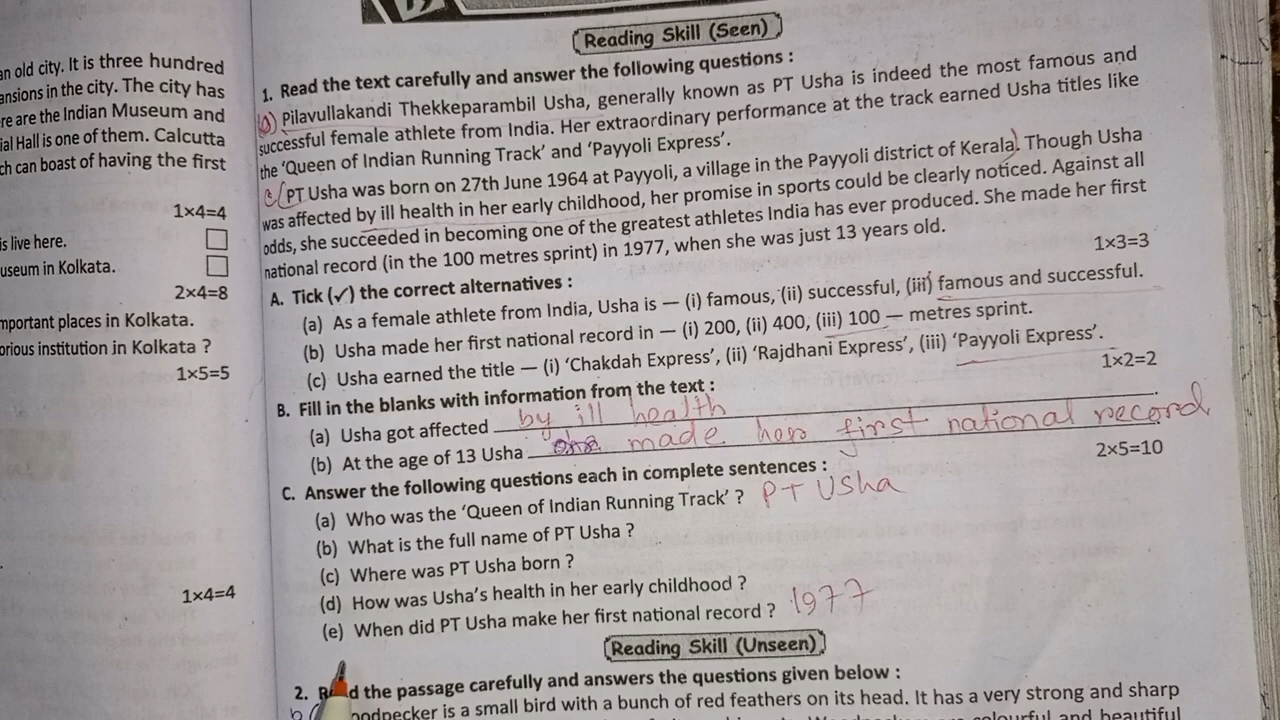 an old city. It is three hundred
ansions in the city. The city has
re are the Indian Museum and
ial Hall is one of them. Calcutta
ch can boast of having the first
1×4=4
is live here.
useum in Kolkata.
2×4=8
mportant places in Kolkata.
orious institution in Kolkata ?
1×5=5
1×4=4
Reading Skill (Seen)
1. Read the text carefully and answer the following questions :
Pilavullakandi Thekkeparambil Usha, generally known as PT Usha is indeed the most famous and
successful female athlete from India. Her extraordinary performance at the track earned Usha titles like
the ‘Queen of Indian Running Track’ and ‘Payyoli Express’.
PT Usha was born on 27th June 1964 at Payyoli, a village in the Payyoli district of Kerala. Though Usha
was affected by ill health in her early childhood, her promise in sports could be clearly noticed. Against all
odds, she succeeded in becoming one of the greatest athletes India has ever produced. She made her first
national record (in the 100 metres sprint) in 1977, when she was just 13 years old.
A. Tick (✓) the correct alternatives : 1×3=3
(a) As a female athlete from India, Usha is — (i) famous, (ii) successful, (iii) famous and successful.
(b) Usha made her first national record in — (i) 200, (ii) 400, (iii) 100 — metres sprint.
(c) Usha earned the title — (i) ‘Chakdah Express’, (ii) ‘Rajdhani Express’, (iii) ‘Payyoli Express’.
B. Fill in the blanks with information from the text : 1×2=2
(a) Usha got affected by ill health
(b) At the age of 13 Usha made her first national record
C. Answer the following questions each in complete sentences : 2×5=10
(a) Who was the ‘Queen of Indian Running Track’ ? PT Usha
(b) What is the full name of PT Usha ?
(c) Where was PT Usha born ?
(d) How was Usha’s health in her early childhood ?
(e) When did PT Usha make her first national record ? 1977
Reading Skill (Unseen)
2. Read the passage carefully and answers the questions given below :
is a small bird with a bunch of red feathers on its head. It has a very strong and sharp
colourful and beautiful